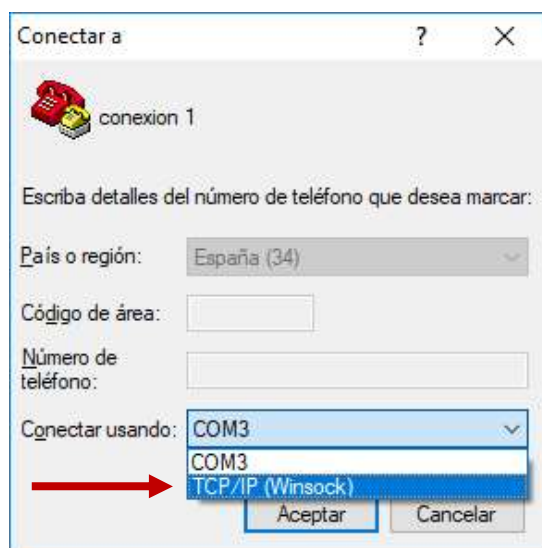 Conectar a ?
conexion 1
Escriba detalles del número de teléfono que desea marcar:
País o región: España (34)
Código de área:
Número de
teléfono:
Conectar usando: COM3
COM3
TCP/IP (Winsock)
Aceptar Cancelar